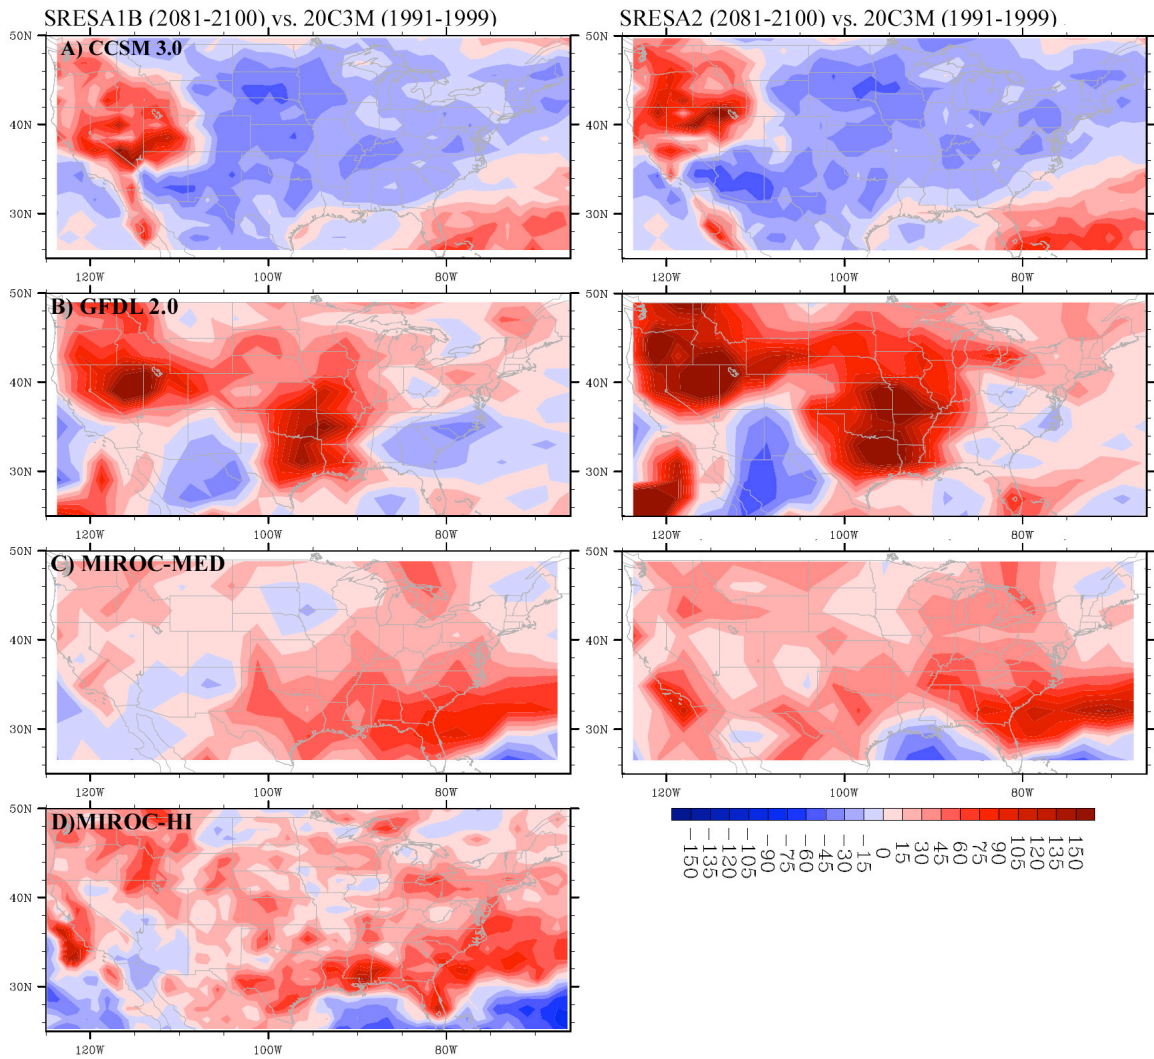 SRESA1B (2081-2100) vs. 20C3M (1991-1999)
SRESA2 (2081-2100) vs. 20C3M (1991-1999)
A) CCSM 3.0
50N
40N
30N
120W
100W
80W
50N
40N
30N
120W
100W
80W
B) GFDL 2.0
50N
40N
30N
120W
100W
80W
50N
40N
30N
120W
100W
80W
C) MIROC-MED
50N
40N
30N
120W
100W
80W
50N
40N
30N
120W
100W
80W
D)MIROC-HI
50N
40N
30N
120W
100W
80W
−150
−135
−120
−105
−90
−75
−60
−45
−30
−15
0
15
30
45
60
75
90
105
135
150